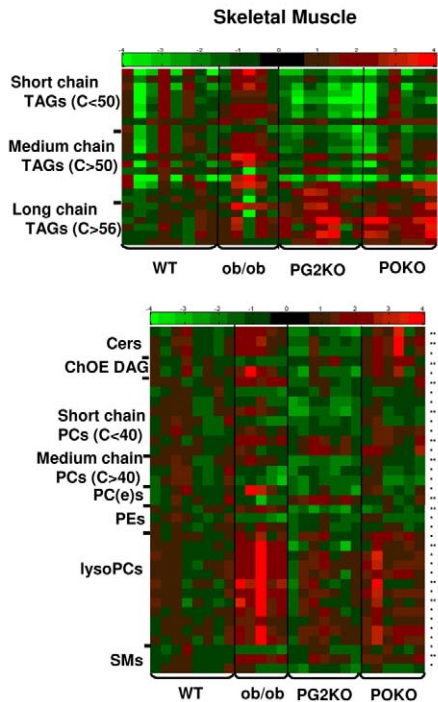 Skeletal Muscle
-4 -3 -2 -1 0 1 2 3 4
Short chain
TAGs (C<50)
Medium chain
TAGs (C>50)
Long chain
TAGs (C>56)
WT ob/ob PG2KO POKO
-4 -3 -2 -1 0 1 2 3 4
Cers
ChOE DAG
Short chain
PCs (C<40)
Medium chain
PCs (C>40)
PC(e)s
PEs
lysoPCs
SMs
WT ob/ob PG2KO POKO